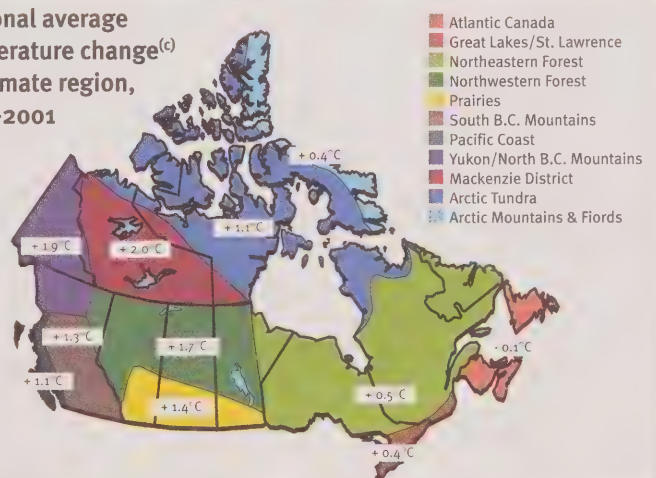 onal average
erature change(c)
mate region,
-2001
Atlantic Canada
Great Lakes/St. Lawrence
Northeastern Forest
Northwestern Forest
Prairies
South B.C. Mountains
Pacific Coast
Yukon/North B.C. Mountains
Mackenzie District
Arctic Tundra
Arctic Mountains & Fiords
+ 0.4°C
+ 1.1°C
+ 1.9°C
+ 2.0°C
+ 1.3°C
+ 1.7°C
- 0.1°C
+ 1.1°C
+ 1.4°C
+ 0.5°C
+ 0.4°C